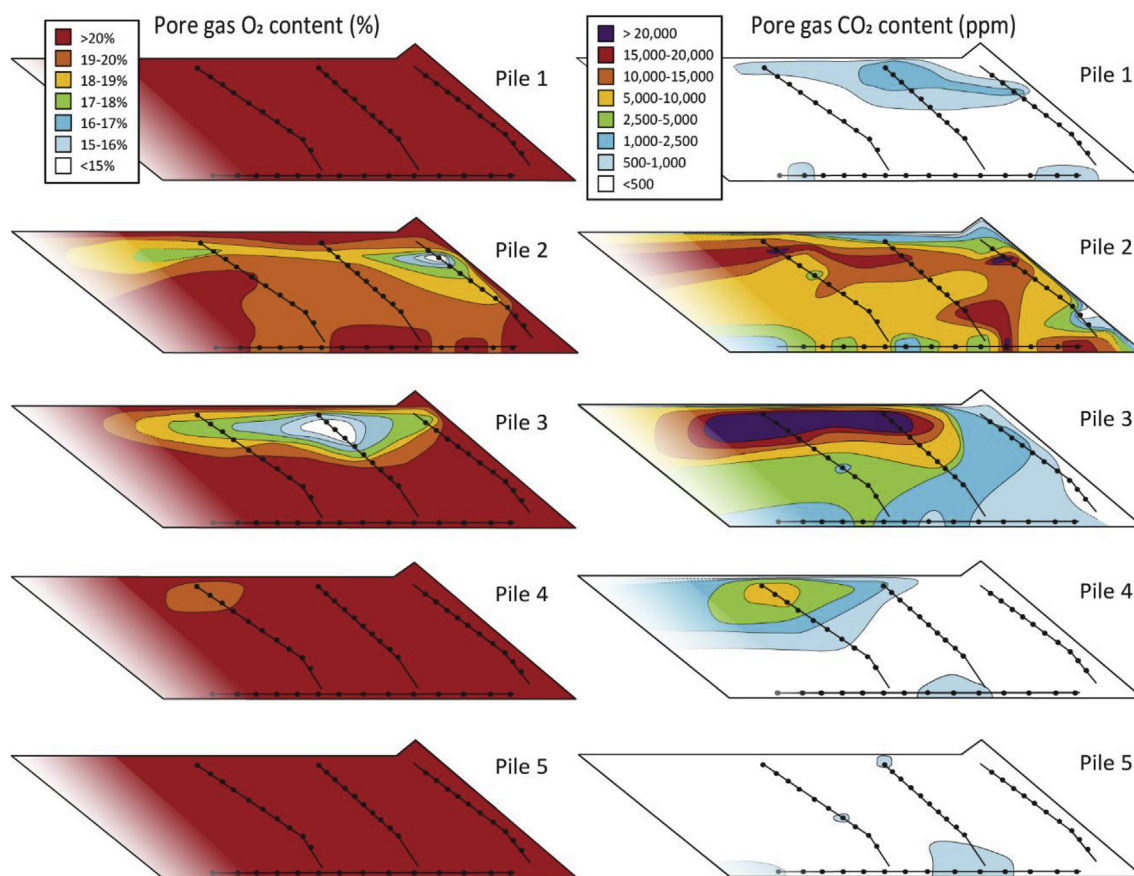 Pore gas O₂ content (%)
>20%
19-20%
18-19%
17-18%
16-17%
15-16%
<15%
Pile 1
Pile 2
Pile 3
Pile 4
Pile 5
Pore gas CO₂ content (ppm)
> 20,000
15,000-20,000
10,000-15,000
5,000-10,000
2,500-5,000
1,000-2,500
500-1,000
<500
Pile 1
Pile 2
Pile 3
Pile 4
Pile 5